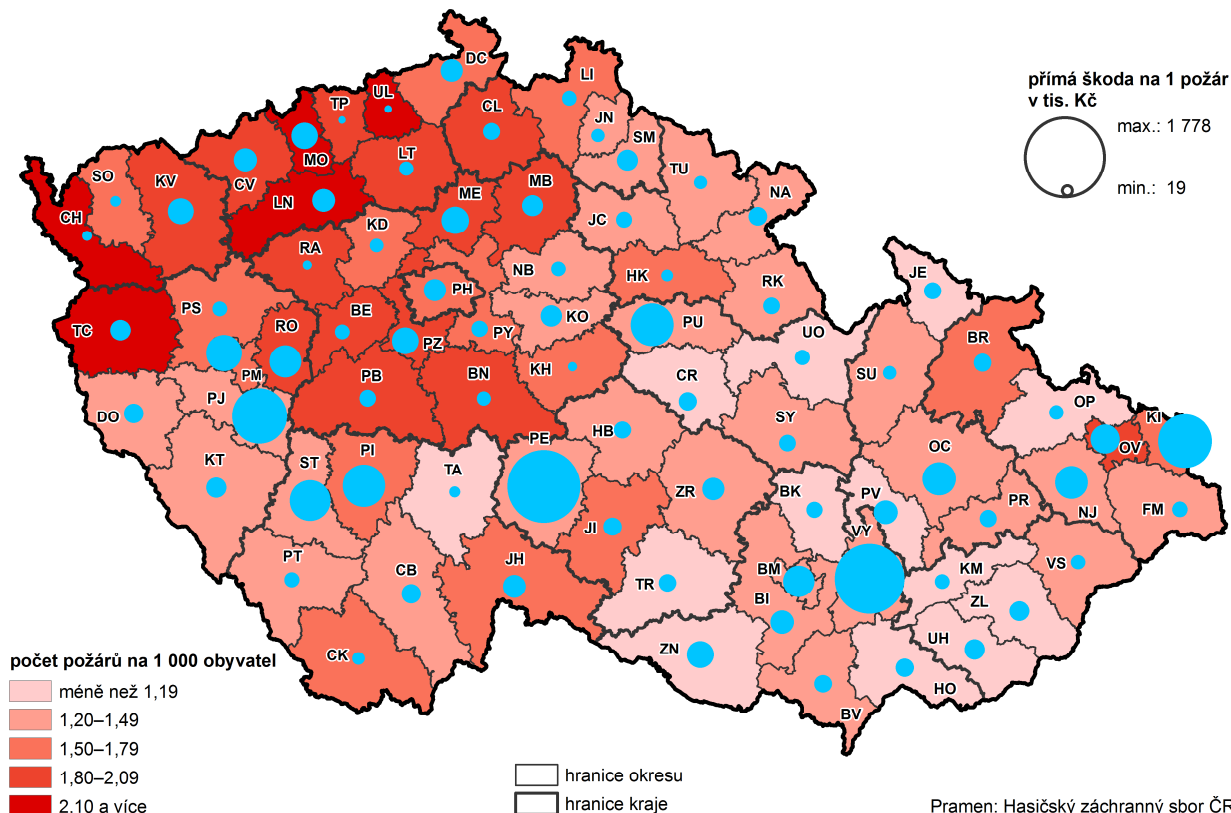 DC
LI
UL
TP
CL
JN
MO
LT
SM
SO
KV
CV
TU
NA
ME
MB
LN
CH
KD
JC
RA
NB
HK
RK
JE
PH
PS
BE
KO
PU
RO
PY
PZ
TC
UO
BR
PM
PB
BN
KH
CR
SU
PJ
OP
DO
SY
KI
HB
PE
OV
PI
ST
KT
TA
OC
ZR
BK
PV
PR
NJ
FM
JI
VY
PT
CB
JH
BM
KM
VS
TR
BI
ZL
UH
ZN
CK
HO
BV
přímá škoda na 1 požár
v tis. Kč
max.: 1 778
min.: 19
počet požárů na 1 000 obyvatel
méně než 1,19
1,20–1,49
1,50–1,79
1,80–2,09
2.10 a více
hranice okresu
hranice kraje
Pramen: Hasičský záchranný sbor ČR